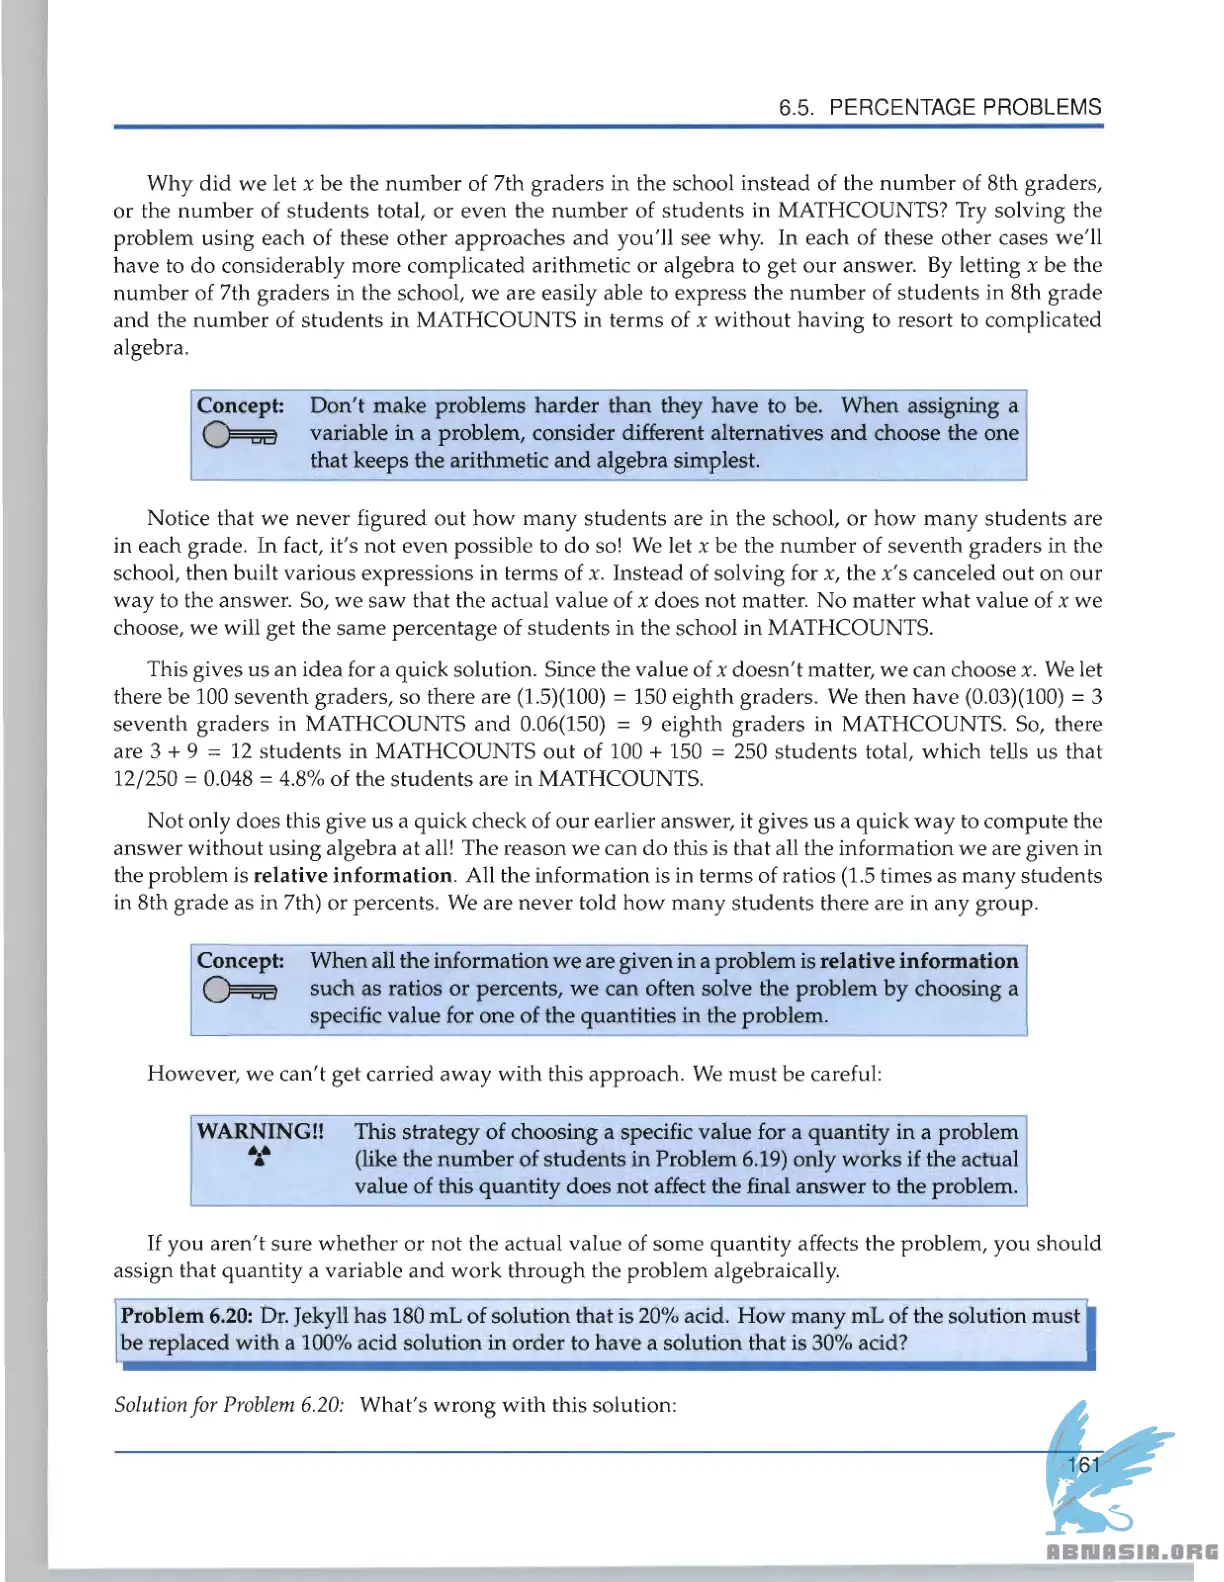 6.5. PERCENTAGE PROBLEMS
Why did we let x be the number of 7th graders in the school instead of the number of 8th graders,
or the number of students total, or even the number of students in MATHCOUNTS? Try solving the
problem using each of these other approaches and you'll see why. In each of these other cases we'll
have to do considerably more complicated arithmetic or algebra to get our answer. By letting x be the
number of 7th graders in the school, we are easily able to express the number of students in 8th grade
and the number of students in MATHCOUNTS in terms of x without having to resort to complicated
algebra.
Concept: Don't make problems harder than they have to be. When assigning a
variable in a problem, consider different alternatives and choose the one
that keeps the arithmetic and algebra simplest.
Notice that we never figured out how many students are in the school, or how many students are
in each grade. In fact, it's not even possible to do so! We let x be the number of seventh graders in the
school, then built various expressions in terms of x. Instead of solving for x, the x's canceled out on our
way to the answer. So, we saw that the actual value of x does not matter. No matter what value of x we
choose, we will get the same percentage of students in the school in MATHCOUNTS.
This gives us an idea for a quick solution. Since the value of x doesn't matter, we can choose x. We let
there be 100 seventh graders, so there are (1.5)(100) = 150 eighth graders. We then have (0.03)(100) = 3
seventh graders in MATHCOUNTS and 0.06(150) = 9 eighth graders in MATHCOUNTS. So, there
are 3 + 9 = 12 students in MATHCOUNTS out of 100 + 150 = 250 students total, which tells us that
12/250 = 0.048 = 4.8% of the students are in MATHCOUNTS.
Not only does this give us a quick check of our earlier answer, it gives us a quick way to compute the
answer without using algebra at all! The reason we can do this is that all the information we are given in
the problem is relative information. All the information is in terms of ratios (1.5 times as many students
in 8th grade as in 7th) or percents. We are never told how many students there are in any group.
Concept: When all the information we are given in a problem is relative information
such as ratios or percents, we can often solve the problem by choosing a
specific value for one of the quantities in the problem.
However, we can't get carried away with this approach. We must be careful:
WARNING!! This strategy of choosing a specific value for a quantity in a problem
(like the number of students in Problem 6.19) only works if the actual
value of this quantity does not affect the final answer to the problem.
If you aren't sure whether or not the actual value of some quantity affects the problem, you should
assign that quantity a variable and work through the problem algebraically.
Problem 6.20: Dr. Jekyll has 180 mL of solution that is 20% acid. How many mL of the solution must
be replaced with a 100% acid solution in order to have a solution that is 30% acid?
Solution for Problem 6.20: What's wrong with this solution:
161
ABNASIA.ORG